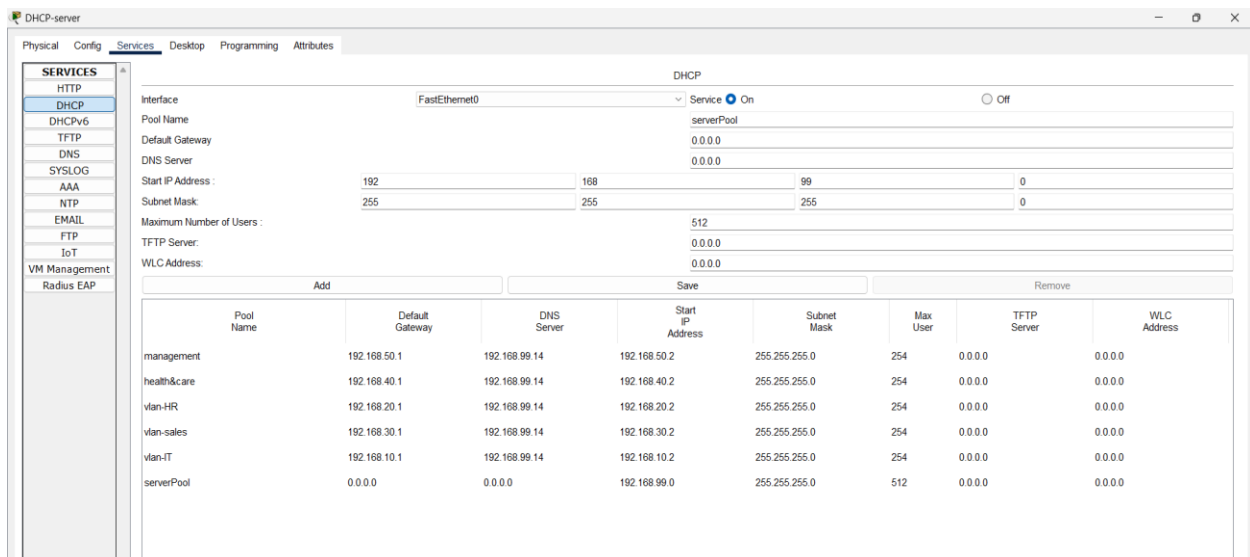 DHCP-server
Physical Config Services Desktop Programming Attributes
SERVICES
HTTP
DHCP
DHCPv6
TFTP
DNS
SYSLOG
AAA
NTP
EMAIL
FTP
IoT
VM Management
Radius EAP
DHCP
Interface FastEthernet0 Service On Off
Pool Name serverPool
Default Gateway 0.0.0.0
DNS Server 0.0.0.0
Start IP Address : 192 168 99 0
Subnet Mask: 255 255 255 0
Maximum Number of Users : 512
TFTP Server: 0.0.0.0
WLC Address: 0.0.0.0
Add Save Remove
Pool Name Default Gateway DNS Server Start IP Address Subnet Mask Max User TFTP Server WLC Address
management 192.168.50.1 192.168.99.14 192.168.50.2 255.255.255.0 254 0.0.0.0 0.0.0.0
health&care 192.168.40.1 192.168.99.14 192.168.40.2 255.255.255.0 254 0.0.0.0 0.0.0.0
vlan-HR 192.168.20.1 192.168.99.14 192.168.20.2 255.255.255.0 254 0.0.0.0 0.0.0.0
vlan-sales 192.168.30.1 192.168.99.14 192.168.30.2 255.255.255.0 254 0.0.0.0 0.0.0.0
vlan-IT 192.168.10.1 192.168.99.14 192.168.10.2 255.255.255.0 254 0.0.0.0 0.0.0.0
serverPool 0.0.0.0 0.0.0.0 192.168.99.0 255.255.255.0 512 0.0.0.0 0.0.0.0